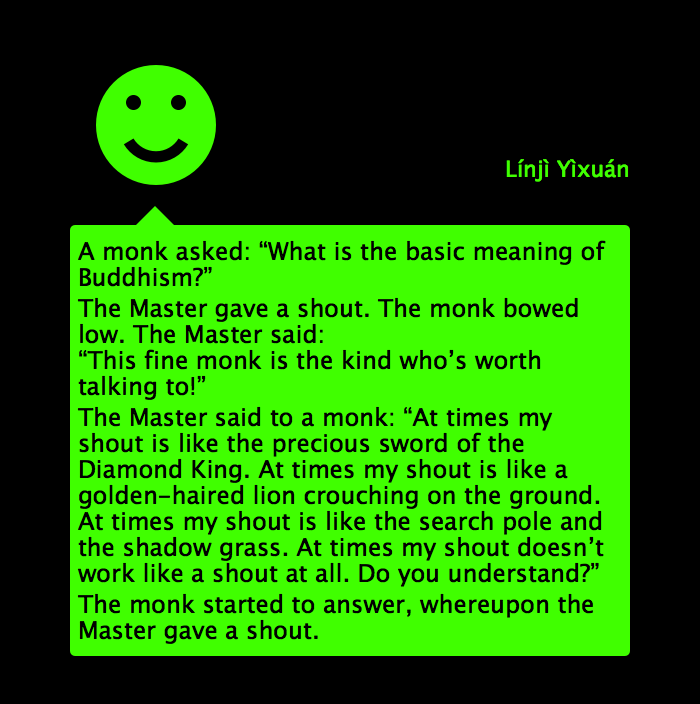 Línjì Yìxuán
A monk asked: “What is the basic meaning of
Buddhism?”
The Master gave a shout. The monk bowed
low. The Master said:
“This fine monk is the kind who’s worth
talking to!”
The Master said to a monk: “At times my
shout is like the precious sword of the
Diamond King. At times my shout is like a
golden-haired lion crouching on the ground.
At times my shout is like the search pole and
the shadow grass. At times my shout doesn’t
work like a shout at all. Do you understand?”
The monk started to answer, whereupon the
Master gave a shout.